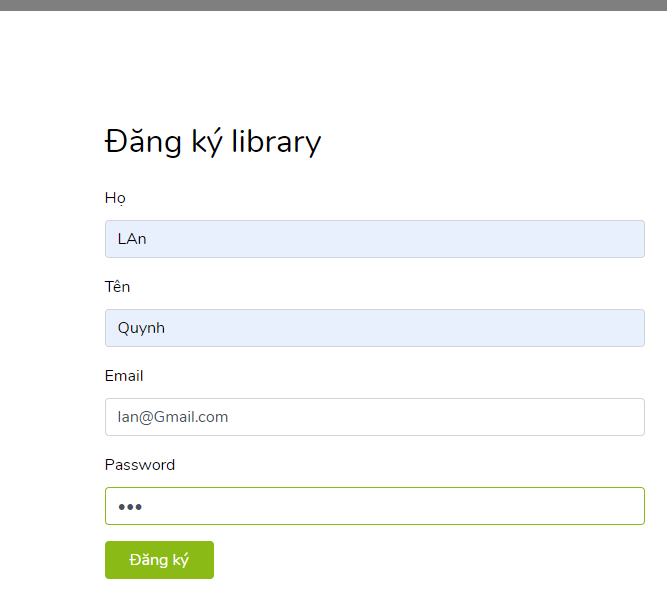 Đăng ký library
Họ
LAn
Tên
Quynh
Email
lan@Gmail.com
Password
•••
Đăng ký